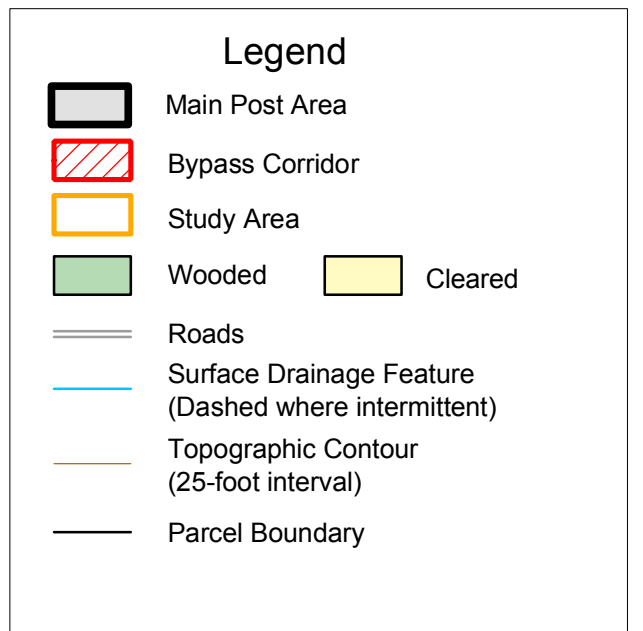 Legend
Main Post Area
Bypass Corridor
Study Area
Wooded
Cleared
Roads
Surface Drainage Feature
(Dashed where intermittent)
Topographic Contour
(25-foot interval)
Parcel Boundary